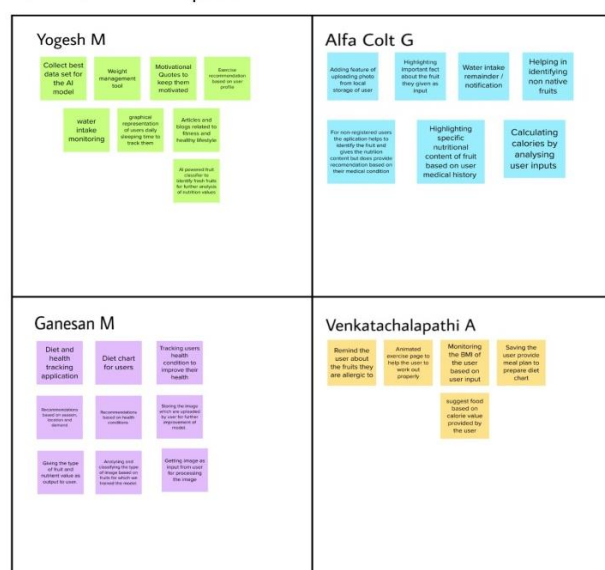 Yogesh M
Collect best
data set for
the AI
model
Weight
management
tool
Motivational
Quotes to
keep them
motivated
Exercise
recommendation
based on user
profile
water
intake
monitoring
graphical
representation
of users daily
sleeping time to
track them
Articles and
blogs related to
fitness and
healthy lifestyle
AI powered fruit
classifier to
identify fresh fruits
for further analysis
of nutrition values
Alfa Colt G
Adding feature of
uploading photo
from local
storage of user
Highlighting
important fact
about the fruit
they given as
input
Water intake
remainder /
notification
Helping in
identifying
non native
fruits
For non-registered users
the aplication helps to
identify the fruit and
gives the nutrition
content but does provide
recomendation based on
their medical condition
Highlighting
specific
nutritional
content of fruit
based on user
medical history
Calculating
calories by
analysing
user inputs
Ganesan M
Diet and
health
tracking
application
Diet chart
for users
Tracking users
health
condition to
improve their
health
Recommendations
based on season,
location and
demand
Recommendations
based on health
conditions
Storing the image
which are uploaded
by user for further
improvement of
model.
Giving the type
of fruit and
nutrient value as
output to user.
Analysing and
classifying the type
of image based on
fruits for which we
trained the model.
Getting image as
input from user
for processing
the image
Venkatachalapathi A
Remind the
user about
the fruits they
are allergic to
Animated
exercise page
to help the user
to work out
properly
Monitoring
the BMI of
the user
based on
user input
Saving the
user provide
meal plan to
prepare diet
chart
suggest food
based on
calorie value
provided by
the user